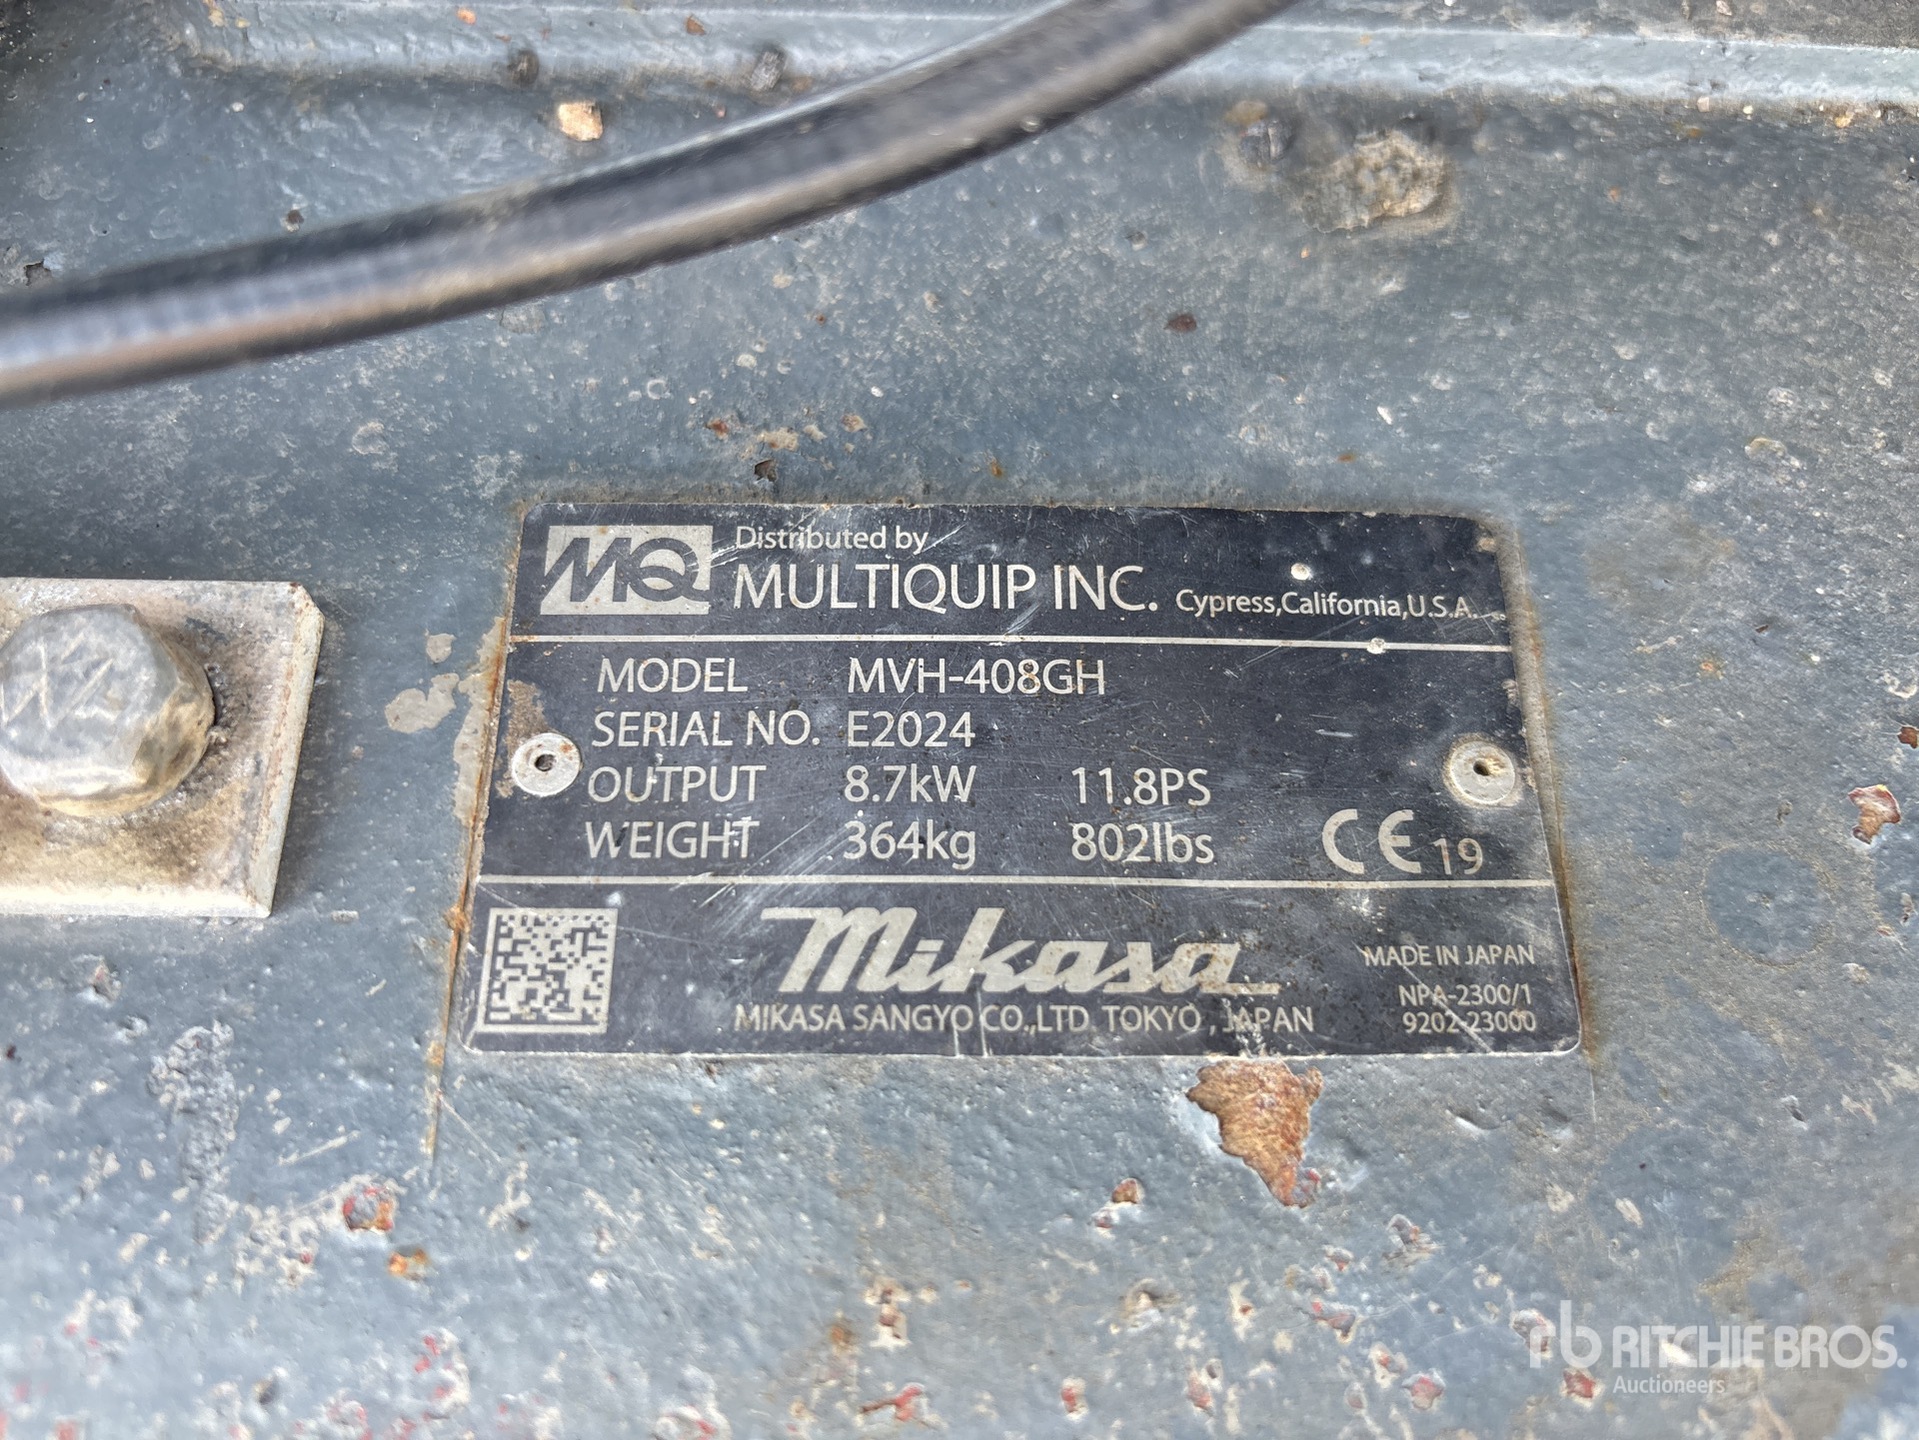 MQ Distributed by
MULTIQUIP INC. Cypress,California,U.S.A.
MODEL MVH-408GH
SERIAL NO. E2024
OUTPUT 8.7kW 11.8PS
WEIGHT 364kg 802lbs CE 19
Mikasa
MIKASA SANGYO CO.,LTD. TOKYO , JAPAN
MADE IN JAPAN
NPA-2300/1
9202-23000
rb RITCHIE BROS.
Auctioneers